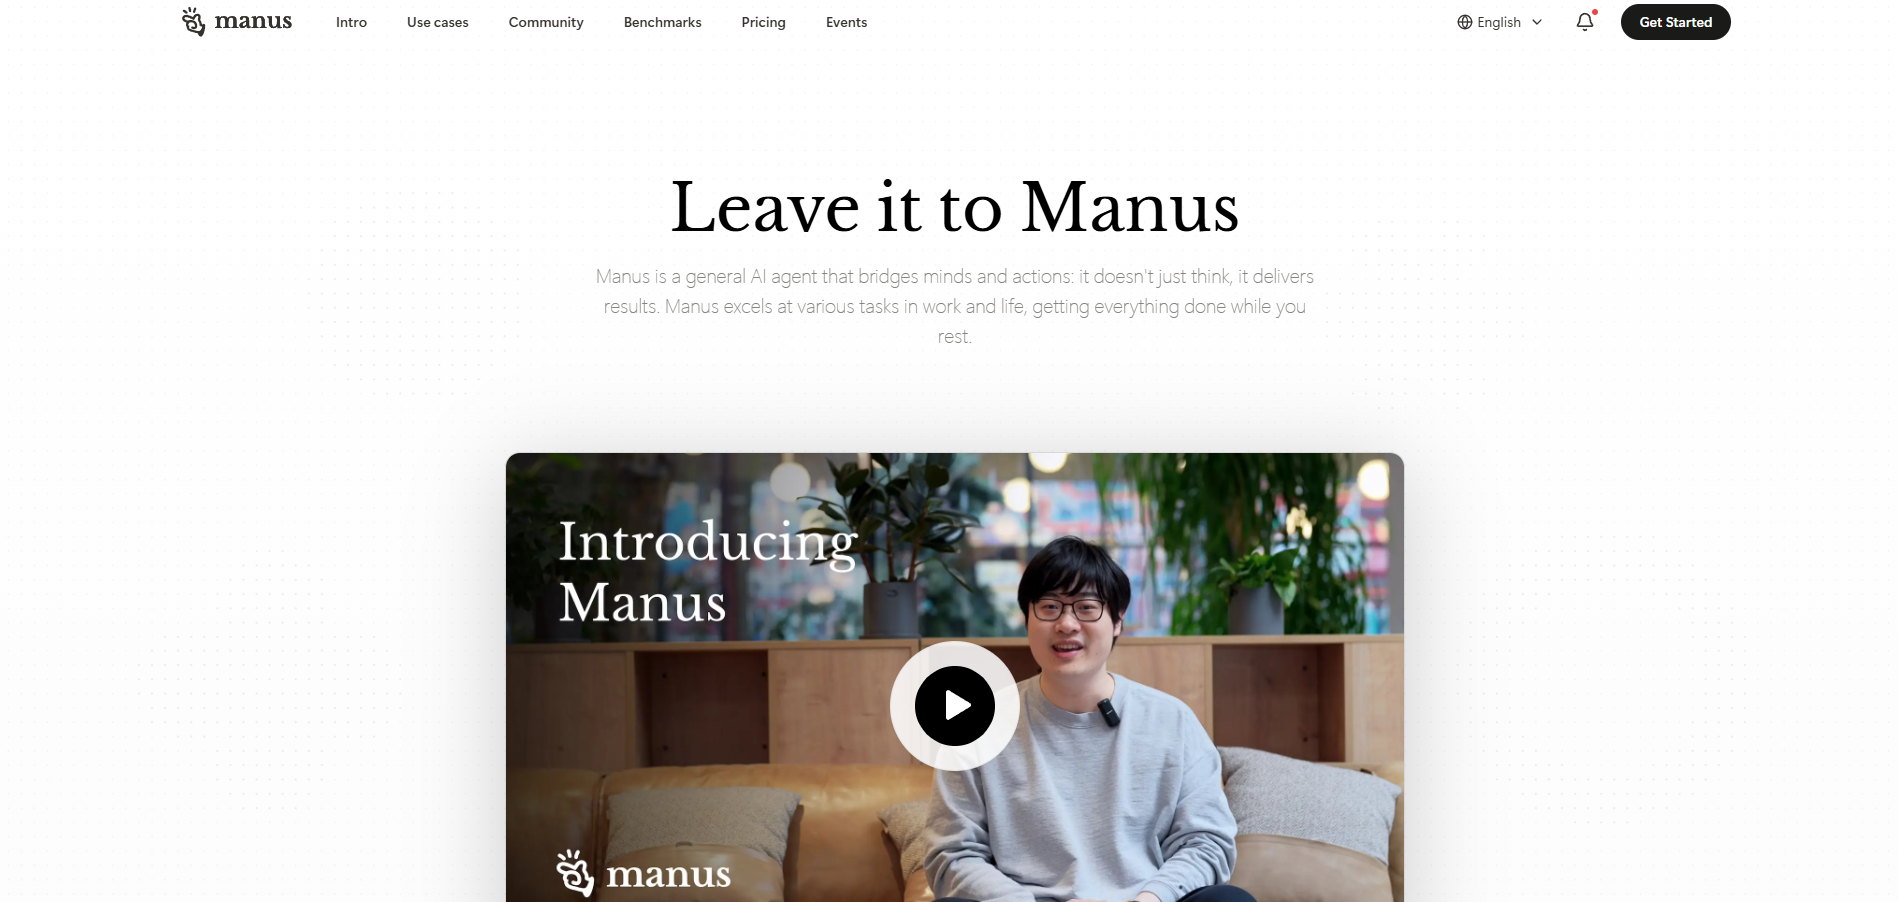 manus
Intro
Use cases
Community
Benchmarks
Pricing
Events
English
Get Started
Leave it to Manus
Manus is a general AI agent that bridges minds and actions: it doesn't just think, it delivers
results. Manus excels at various tasks in work and life, getting everything done while you
rest.
Introducing
Manus
manus